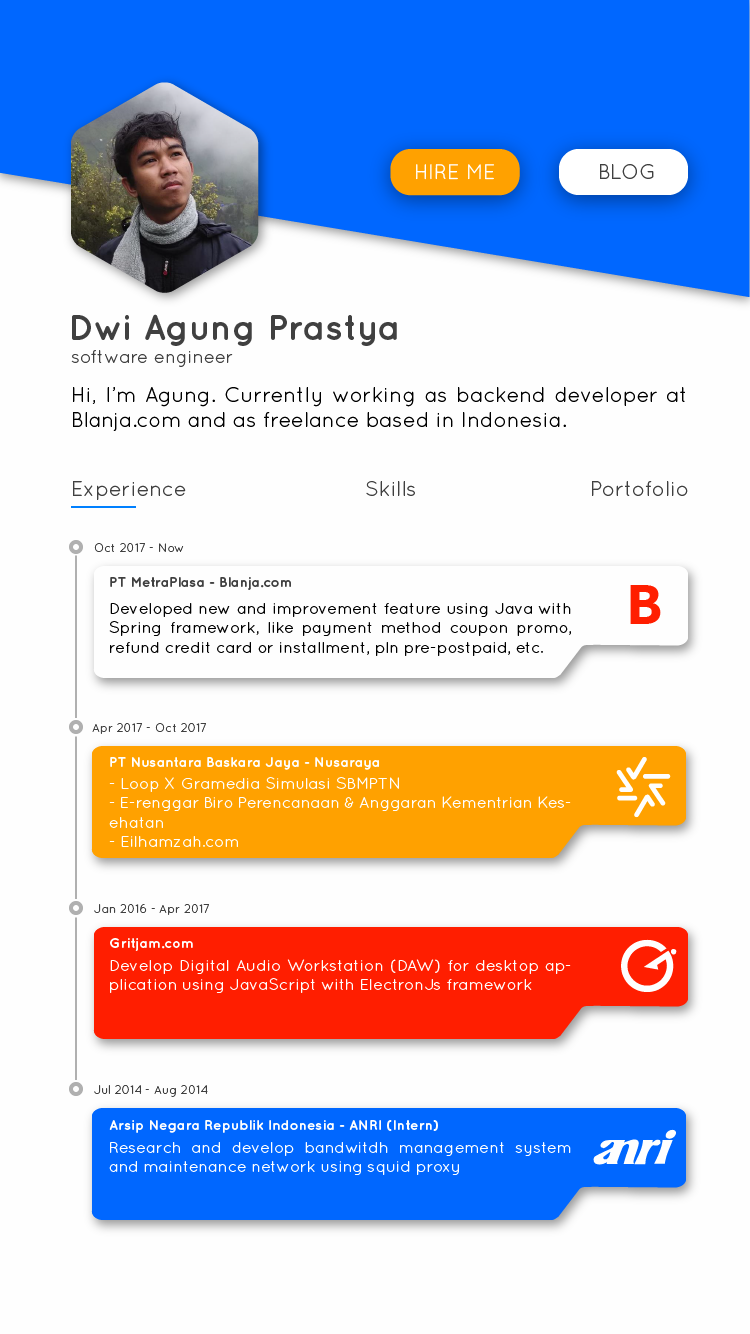 HIRE ME
BLOG
Dwi Agung Prastya
software engineer
Hi, I'm Agung. Currently working as backend developer at
Blanja.com and as freelance based in Indonesia.
Experience
Skills
Portofolio
Oct 2017 - Now
PT MetraPlasa - Blanja.com
Developed new and improvement feature using Java with
Spring framework, like payment method coupon promo,
refund credit card or installment, pln pre-postpaid, etc.
B
Apr 2017 - Oct 2017
PT Nusantara Baskara Jaya - Nusaraya
- Loop X Gramedia Simulasi SBMPTN
- E-renggar Biro Perencanaan & Anggaran Kementrian Kes-
ehatan
- Eilhamzah.com
Jan 2016 - Apr 2017
Gritjam.com
Develop Digital Audio Workstation (DAW) for desktop ap-
plication using JavaScript with ElectronJs framework
Jul 2014 - Aug 2014
Arsip Negara Republik Indonesia - ANRI (Intern)
Research and develop bandwitdh management system
and maintenance network using squid proxy
anri